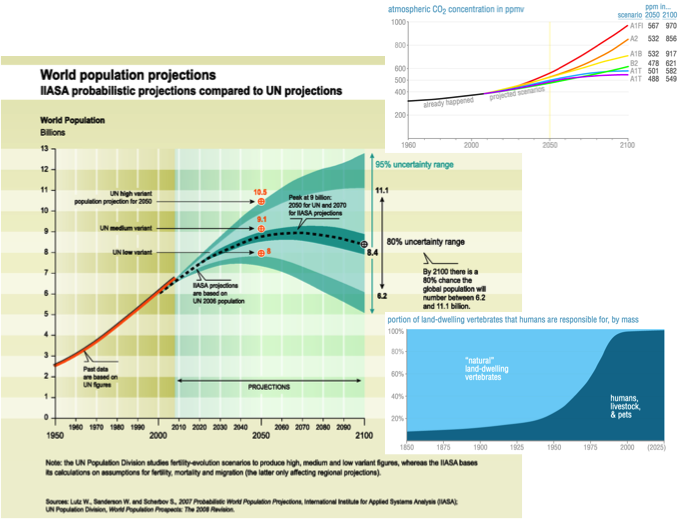 World population projections
IIASA probabilistic projections compared to UN projections
World Population
Billions
13
12
11
10
9
8
7
6
5
4
3
2
1
0
1950
1960
1970
1980
1990
2000
2010
2020
2030
2040
2050
2060
2070
2080
2090
2100
UN high variant
population projection for 2050
UN medium variant
UN low variant
10.5
9.1
8
Peak at 9 billion:
2050 for UN and 2070
for IIASA projections
IIASA projections
are based on
UN 2006 population
Past data
are based on
UN figures
PROJECTIONS
95% uncertainty range
11.1
80% uncertainty range
8.4
6.2
By 2100 there is a
80% chance the
global population will
number between 6.2
and 11.1 billion.
Note: the UN Population Division studies fertility-evolution scenarios to produce high, medium and low variant figures, whereas the IIASA bases
its calculations on assumptions for fertility, mortality and migration (the latter only affecting regional projections).
Sources: Lutz W., Sanderson W. and Scherbov S., 2007 Probabilistic World Population Projections, International Institute for Applied Systems Analysis (IIASA);
UN Population Division, World Population Prospects: The 2008 Revision.
atmospheric CO2 concentration in ppmv
ppm in...
scenario 2050 2100
A1FI 567 970
A2 532 856
A1B 532 917
B2 478 621
A1T 501 582
A1T 488 549
1000
800
600
500
400
200
already happened
projected scenarios
1960
2000
2050
2100
portion of land-dwelling vertebrates that humans are responsible for, by mass
100%
80%
60%
40%
20%
"natural"
land-dwelling
vertebrates
humans,
livestock,
& pets
1850
1875
1900
1925
1950
1975
2000
(2025)